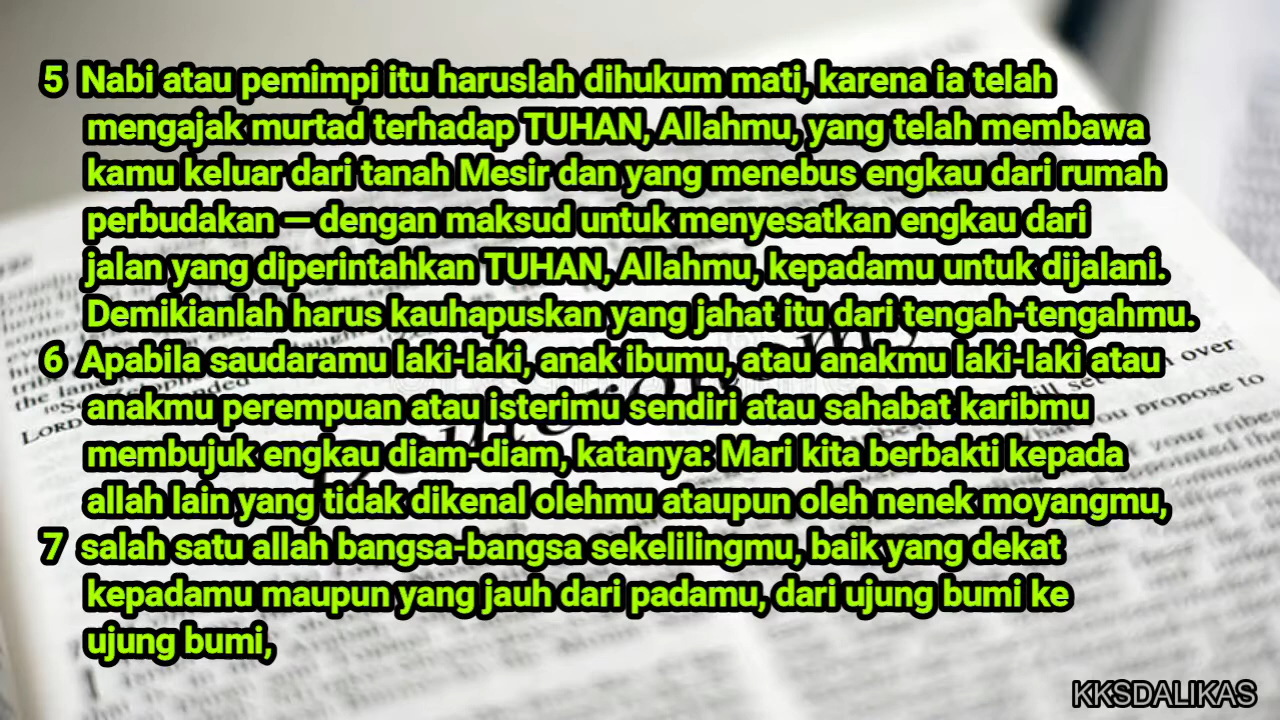 5 Nabi atau pemimpi itu haruslah dihukum mati, karena ia telah
mengajak murtad terhadap TUHAN, Allahmu, yang telah membawa
kamu keluar dari tanah Mesir dan yang menebus engkau dari rumah
perbudakan — dengan maksud untuk menyesatkan engkau dari
jalan yang diperintahkan TUHAN, Allahmu, kepadamu untuk dijalani.
Demikianlah harus kauhapuskan yang jahat itu dari tengah-tengahmu.
6 Apabila saudaramu laki-laki, anak ibumu, atau anakmu laki-laki atau
anakmu perempuan atau isterimu sendiri atau sahabat karibmu
membujuk engkau diam-diam, katanya: Mari kita berbakti kepada
allah lain yang tidak dikenal olehmu ataupun oleh nenek moyangmu,
7 salah satu allah bangsa-bangsa sekelilingmu, baik yang dekat
kepadamu maupun yang jauh dari padamu, dari ujung bumi ke
ujung bumi,
KKSDALIKAS